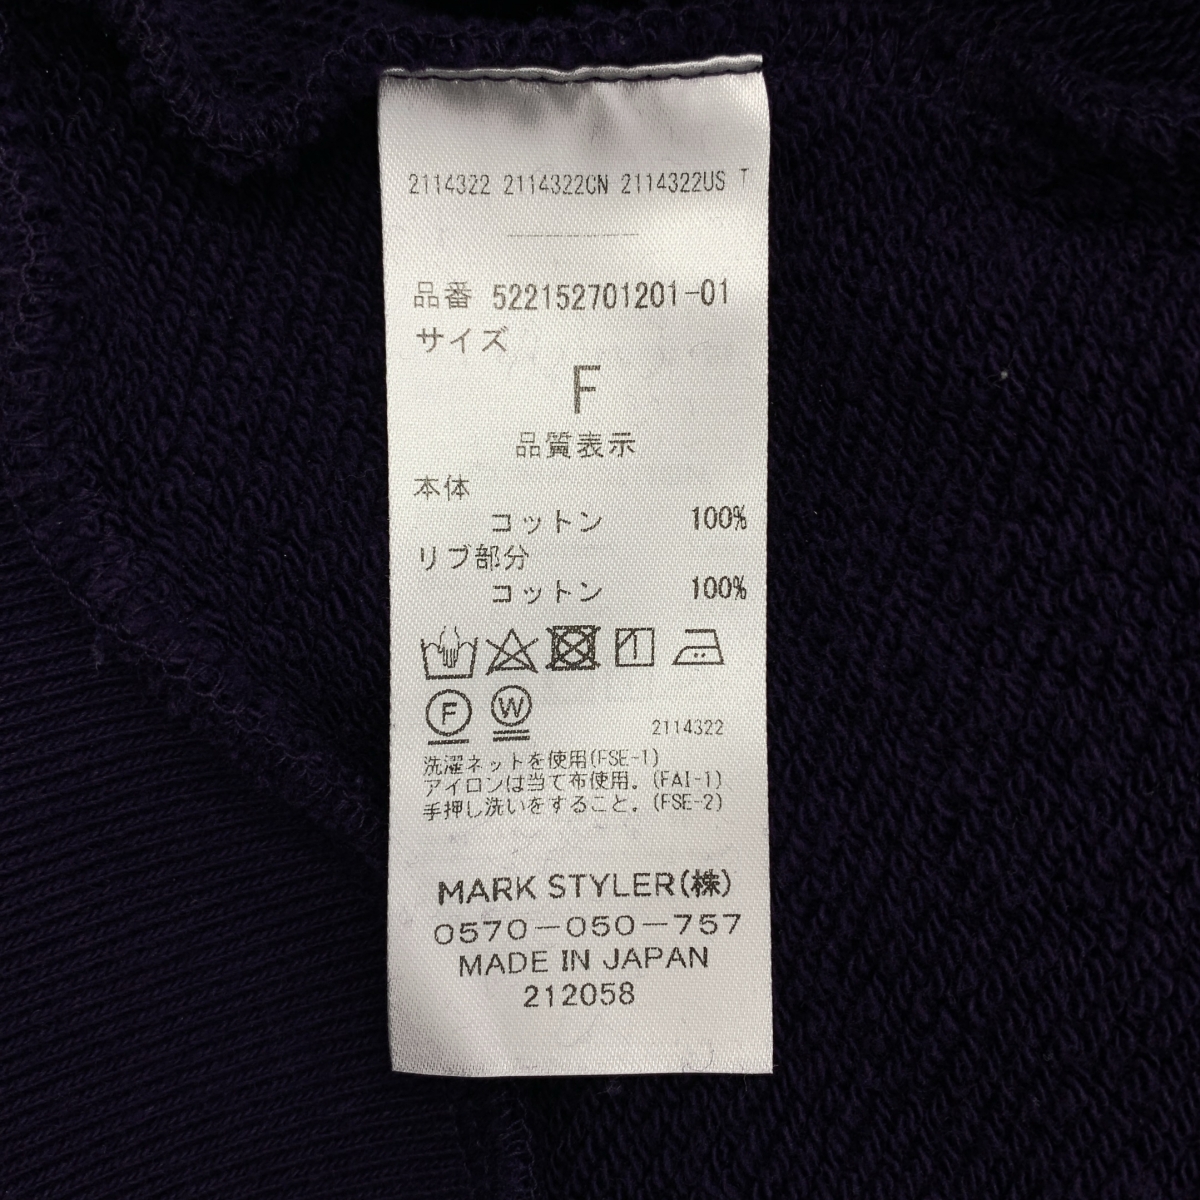 2114322 2114322CN 2114322US T
品番 522152701201-01
サイズ
F
品質表示
本体
コットン 100%
リブ部分
コットン 100%
F W
2114322
洗濯ネットを使用(FSE-1)
アイロンは当て布使用。(FAI-1)
手押し洗いをすること。(FSE-2)
MARK STYLER(株)
0570-050-757
MADE IN JAPAN
212058